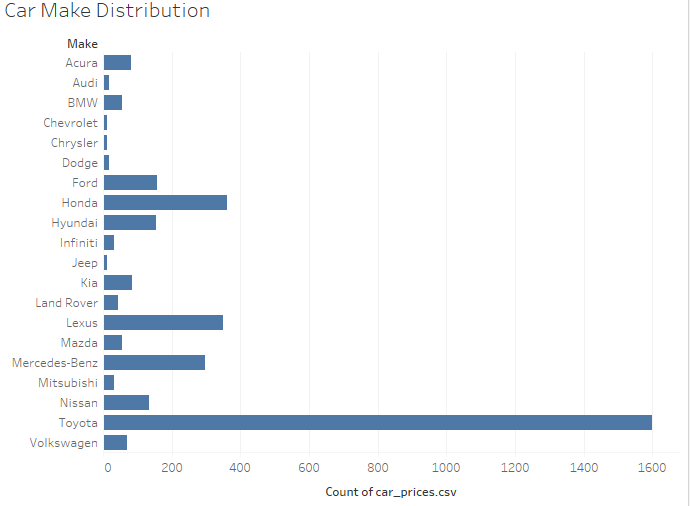 Car Make Distribution
Make
Acura
Audi
BMW
Chevrolet
Chrysler
Dodge
Ford
Honda
Hyundai
Infiniti
Jeep
Kia
Land Rover
Lexus
Mazda
Mercedes-Benz
Mitsubishi
Nissan
Toyota
Volkswagen
0 200 400 600 800 1000 1200 1400 1600
Count of car_prices.csv